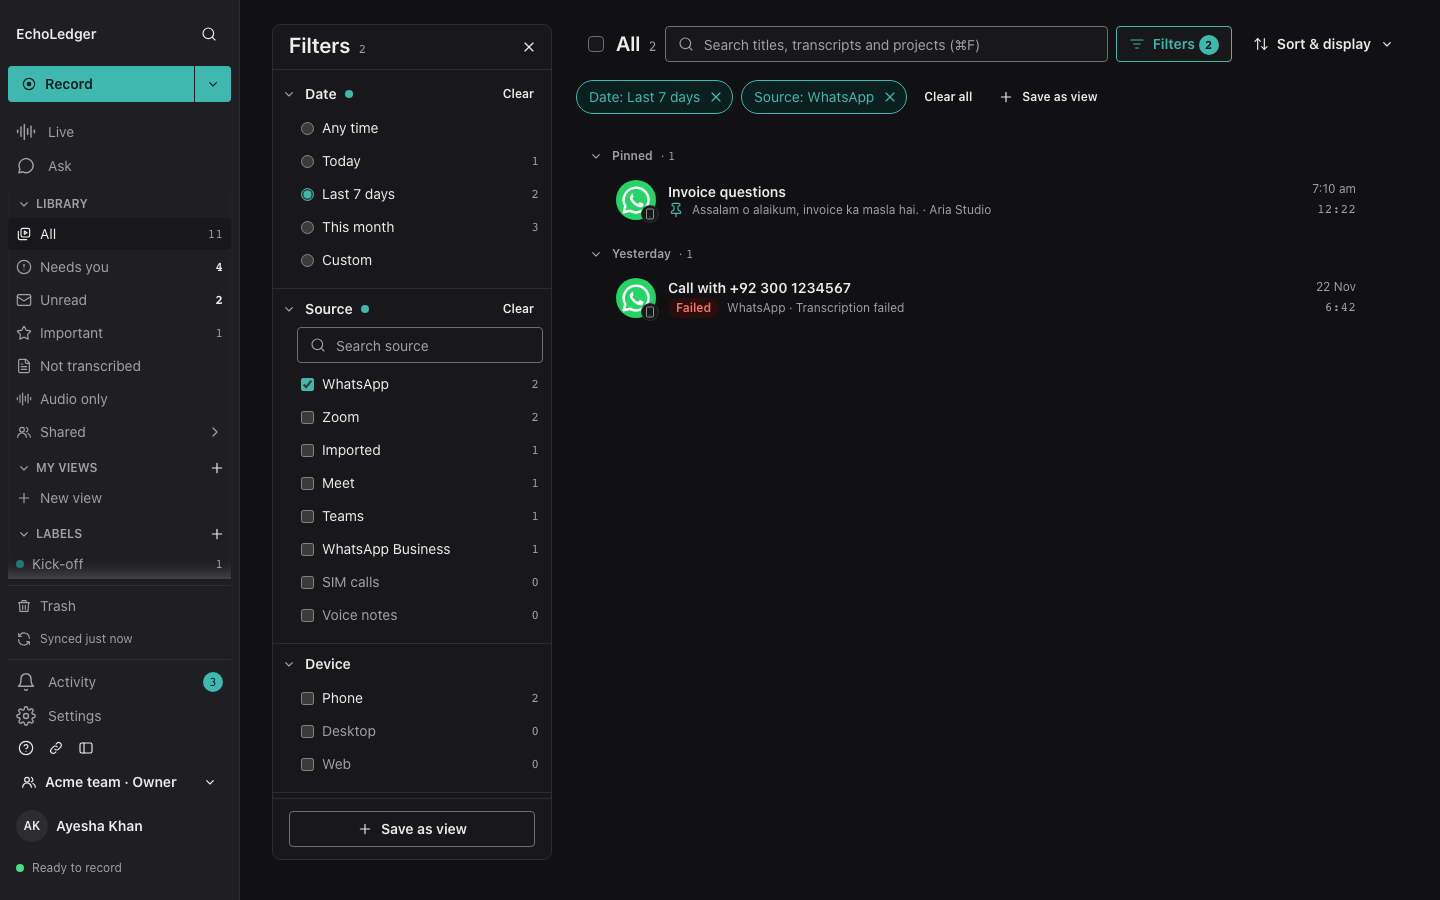 EchoLedger
Record
Live
Ask
LIBRARY
All 11
Needs you 4
Unread 2
Important 1
Not transcribed
Audio only
Shared
MY VIEWS
New view
LABELS
Kick-off 1
Trash
Synced just now
Activity 3
Settings
Acme team · Owner
AK Ayesha Khan
Ready to record
Filters 2
Date Clear
Any time
Today 1
Last 7 days 2
This month 3
Custom
Source Clear
Search source
WhatsApp 2
Zoom 2
Imported 1
Meet 1
Teams 1
WhatsApp Business 1
SIM calls 0
Voice notes 0
Device
Phone 2
Desktop 0
Web 0
Save as view
All 2
Search titles, transcripts and projects (⌘F)
Filters 2
Sort & display
Date: Last 7 days
Source: WhatsApp
Clear all
Save as view
Pinned · 1
Invoice questions 7:10 am
Assalam o alaikum, invoice ka masla hai. · Aria Studio 12:22
Yesterday · 1
Call with +92 300 1234567 22 Nov
Failed WhatsApp · Transcription failed 6:42